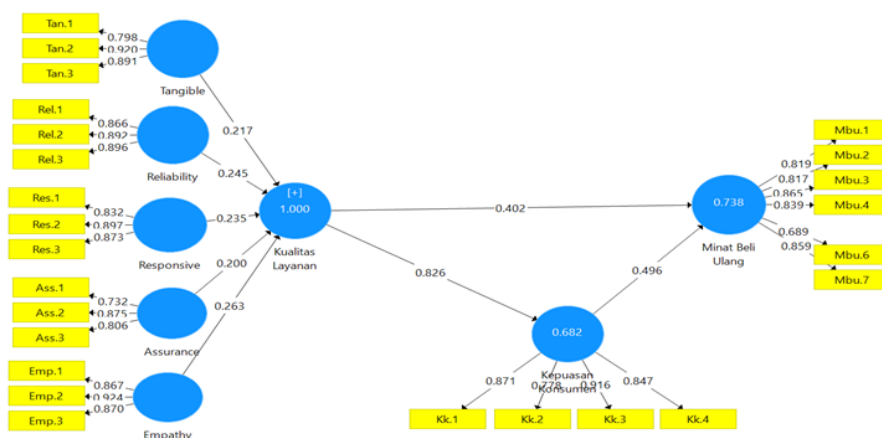 Tan.1
Tan.2
Tan.3
0.798
0.920
0.891
Tangible
0.217
Rel.1
Rel.2
Rel.3
0.866
0.892
0.896
Reliability
0.245
Res.1
Res.2
Res.3
0.832
0.897
0.873
Responsive
0.235
Ass.1
Ass.2
Ass.3
0.732
0.875
0.806
Assurance
0.200
Emp.1
Emp.2
Emp.3
0.867
0.924
0.870
Empathy
0.263
[+]
1.000
Kualitas
Layanan
0.402
0.826
0.682
Kepuasan
Konsumen
0.496
0.871
0.778
0.916
0.847
Kk.1
Kk.2
Kk.3
Kk.4
0.738
Minat Beli
Ulang
0.819
0.817
0.865
0.839
0.689
0.859
Mbu.1
Mbu.2
Mbu.3
Mbu.4
Mbu.6
Mbu.7